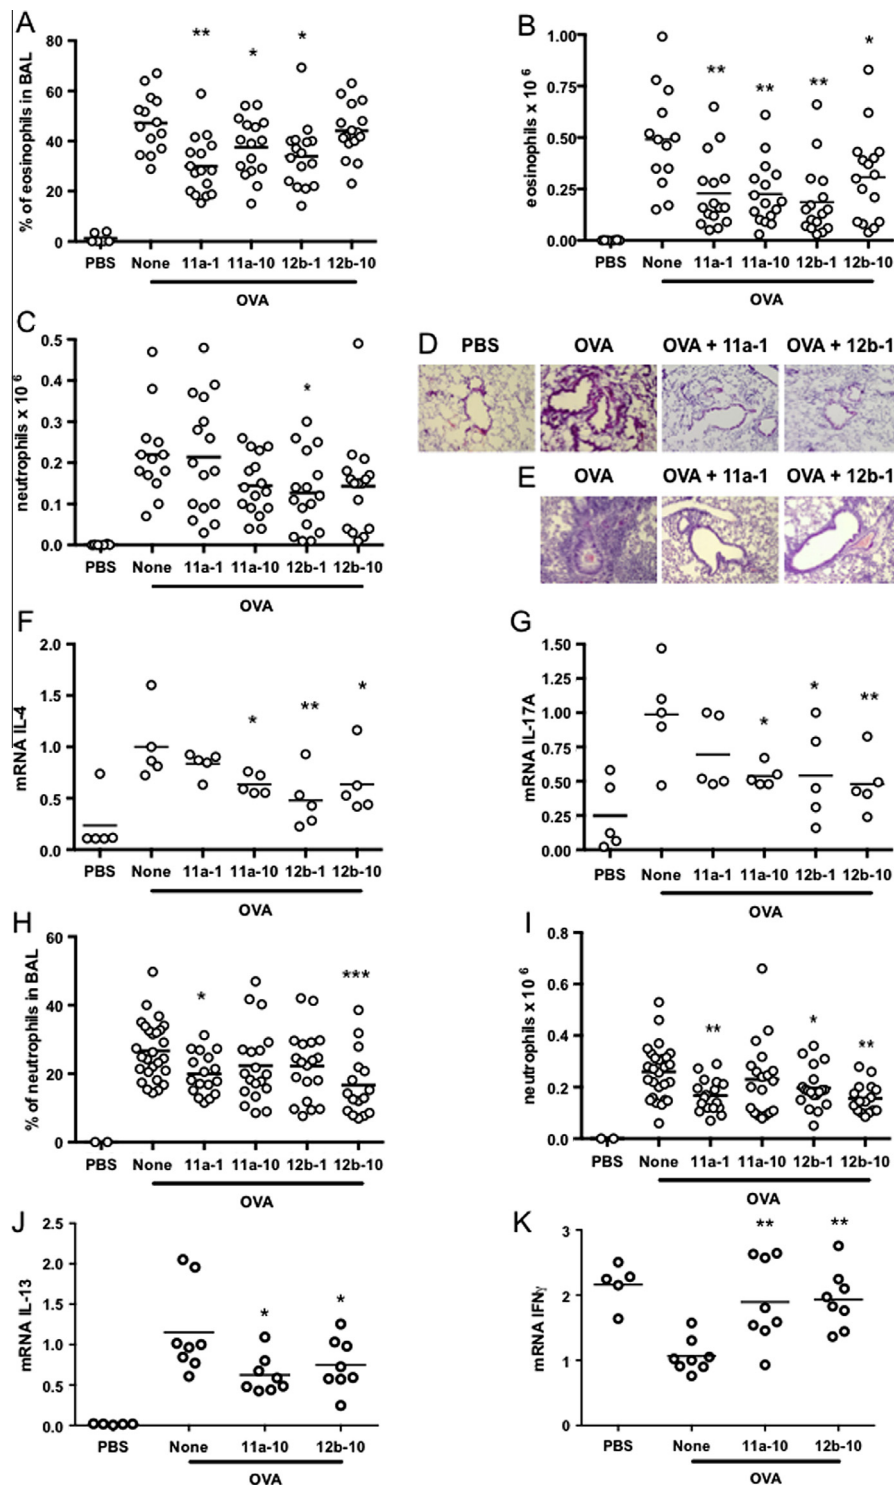 A
% of eosinophils in BAL
80
60
40
20
0
** * *
PBS None 11a-1 11a-10 12b-1 12b-10
OVA
B
eosinophils x 10⁶
1.00
0.75
0.50
0.25
0.00
** ** ** *
PBS None 11a-1 11a-10 12b-1 12b-10
OVA
C
neutrophils x 10⁶
0.5
0.4
0.3
0.2
0.1
0.0
*
PBS None 11a-1 11a-10 12b-1 12b-10
OVA
D PBS OVA OVA + 11a-1 OVA + 12b-1
E OVA OVA + 11a-1 OVA + 12b-1
F
mRNA IL-4
2.0
1.5
1.0
0.5
0.0
* ** *
PBS None 11a-1 11a-10 12b-1 12b-10
OVA
G
mRNA IL-17A
1.50
1.25
1.00
0.75
0.50
0.25
0.00
* * **
PBS None 11a-1 11a-10 12b-1 12b-10
OVA
H
% of neutrophils in BAL
60
40
20
0
* ***
PBS None 11a-1 11a-10 12b-1 12b-10
OVA
I
neutrophils x 10⁶
0.8
0.6
0.4
0.2
0.0
** * **
PBS None 11a-1 11a-10 12b-1 12b-10
OVA
J
mRNA IL-13
2.5
2.0
1.5
1.0
0.5
0.0
* *
PBS None 11a-10 12b-10
OVA
K
mRNA IFNγ
3
2
1
0
** **
PBS None 11a-10 12b-10
OVA